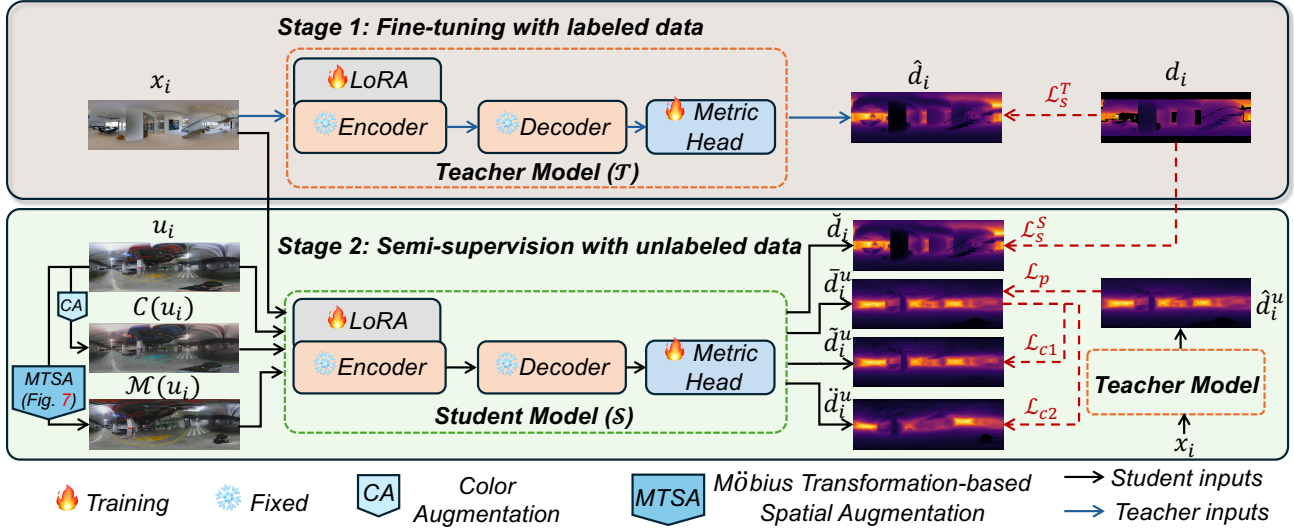 Stage 1: Fine-tuning with labeled data
x_i
LoRA
Encoder
Decoder
Metric
Head
Teacher Model (𝒯)
d̂_i
ℒ_s^T
d_i
Stage 2: Semi-supervision with unlabeled data
u_i
CA
C(u_i)
MTSA
(Fig. 7)
ℳ(u_i)
LoRA
Encoder
Decoder
Metric
Head
Student Model (𝒮)
d̆_i
ℒ_s^S
d̄_i^u
ℒ_p
d̃_i^u
ℒ_c1
d̈_i^u
ℒ_c2
d̂_i^u
Teacher Model
x_i
Training
Fixed
CA
Color
Augmentation
MTSA
Möbius Transformation-based
Spatial Augmentation
Student inputs
Teacher inputs